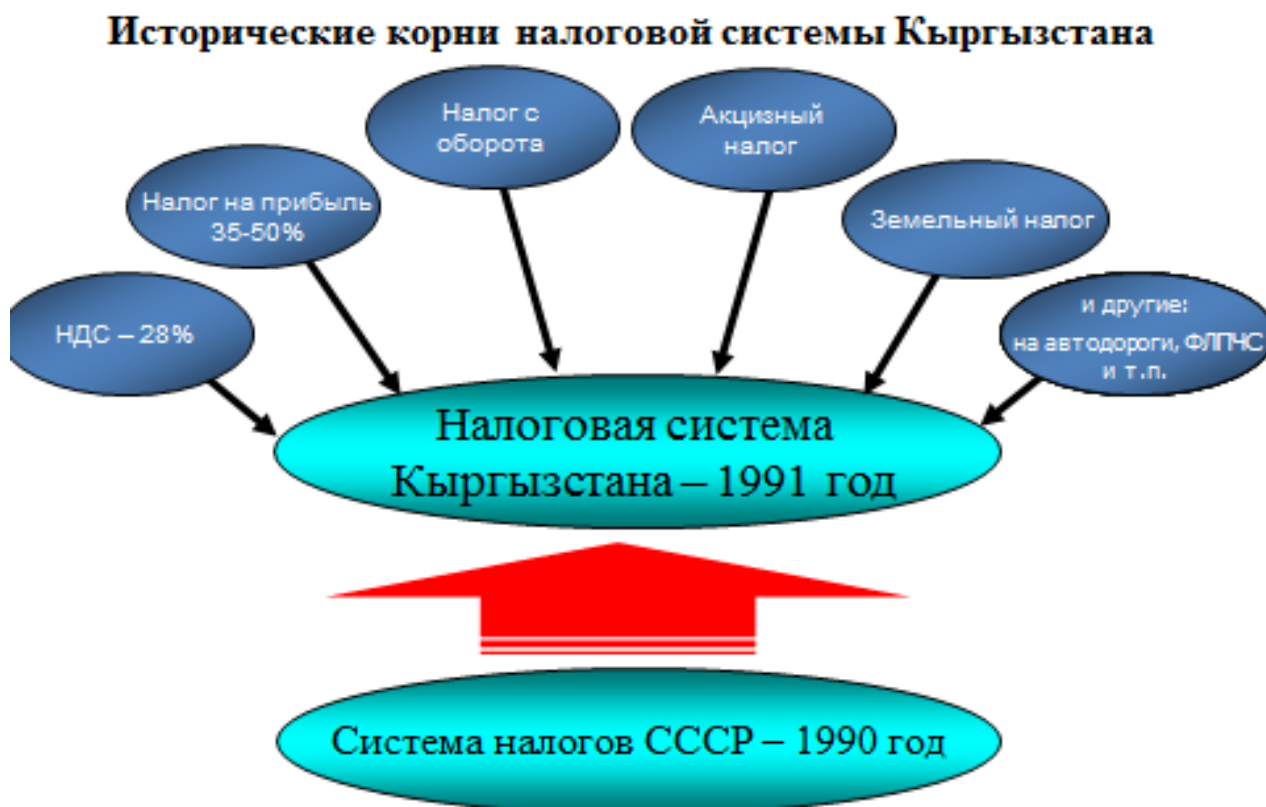 Исторические корни налоговой системы Кыргызстана
Налог с
оборота
Акцизный
налог
Налог на прибыль
35-50%
Земельный налог
НДС – 28%
и другие:
на автодороги, ФЛПЧС
и т.п.
Налоговая система
Кыргызстана – 1991 год
Система налогов СССР – 1990 год